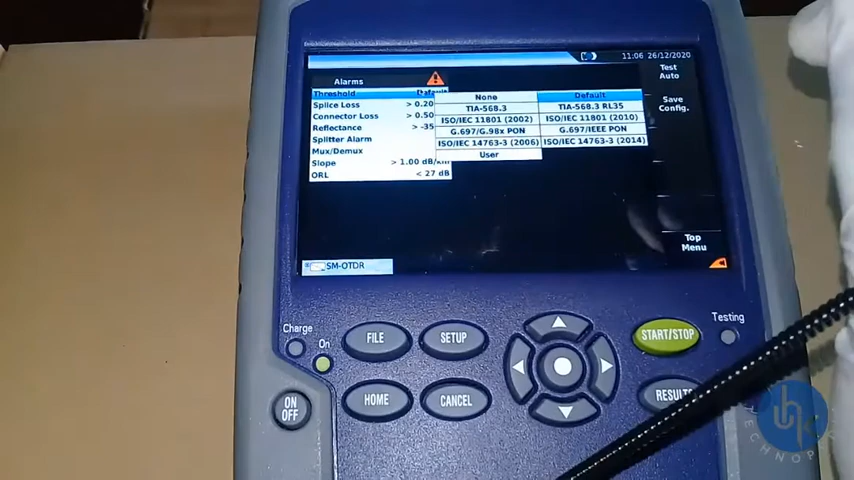 11:06 26/12/2020
Alarms
Threshold Default
Splice Loss > 0.20
Connector Loss > 0.50
Reflectance > -35
Splitter Alarm
Mux/Demux
Slope > 1.00 dB/km
ORL < 27 dB
None Default
TIA-568.3 TIA-568.3 RL35
ISO/IEC 11801 (2002) ISO/IEC 11801 (2010)
G.697/G.98x PON G.697/IEEE PON
ISO/IEC 14763-3 (2006) ISO/IEC 14763-3 (2014)
User
Test
Auto
Save
Config.
Top
Menu
SM-OTDR
Charge
On
ON
OFF
FILE
SETUP
HOME
CANCEL
START/STOP
Testing
RESULTS